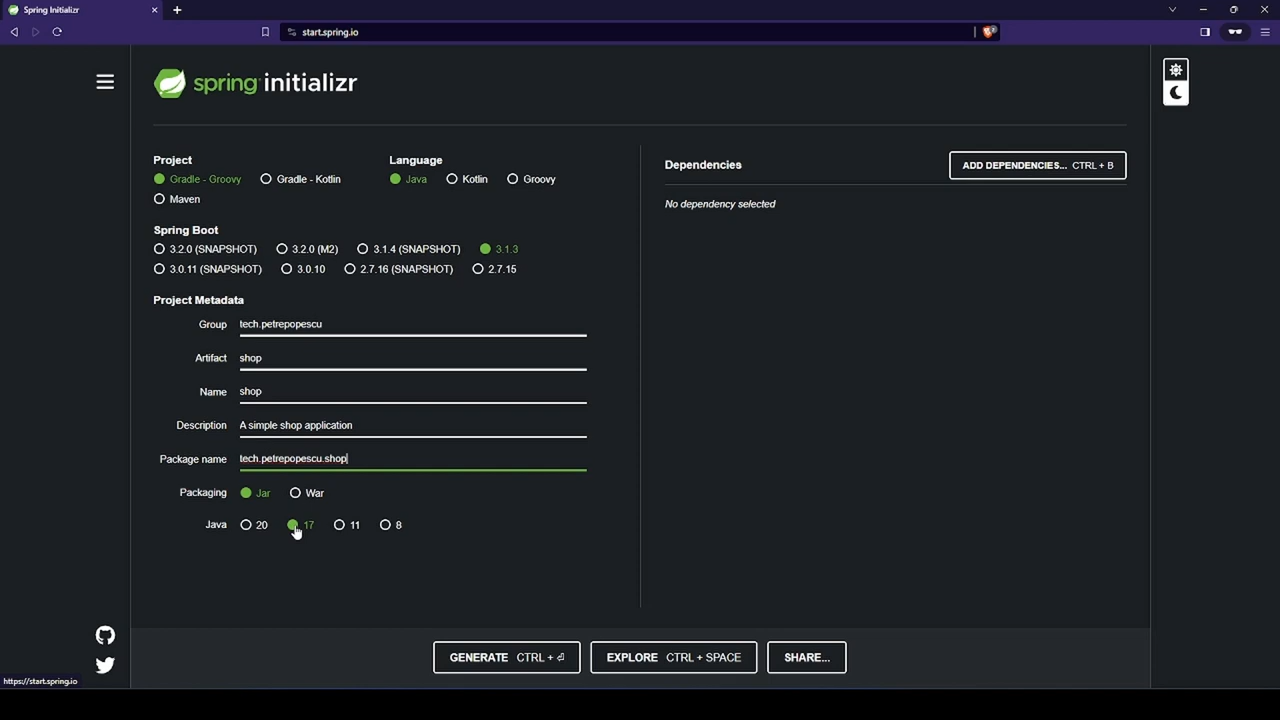 Spring Initializr
start.spring.io
spring initializr
Project
Gradle - Groovy
Gradle - Kotlin
Maven
Language
Java
Kotlin
Groovy
Spring Boot
3.2.0 (SNAPSHOT)
3.2.0 (M2)
3.1.4 (SNAPSHOT)
3.1.3
3.0.11 (SNAPSHOT)
3.0.10
2.7.16 (SNAPSHOT)
2.7.15
Project Metadata
Group tech.petrepopescu
Artifact shop
Name shop
Description A simple shop application
Package name tech.petrepopescu.shop
Packaging Jar War
Java 20 17 11 8
Dependencies
ADD DEPENDENCIES... CTRL + B
No dependency selected
GENERATE CTRL + ⏎
EXPLORE CTRL + SPACE
SHARE...
https://start.spring.io